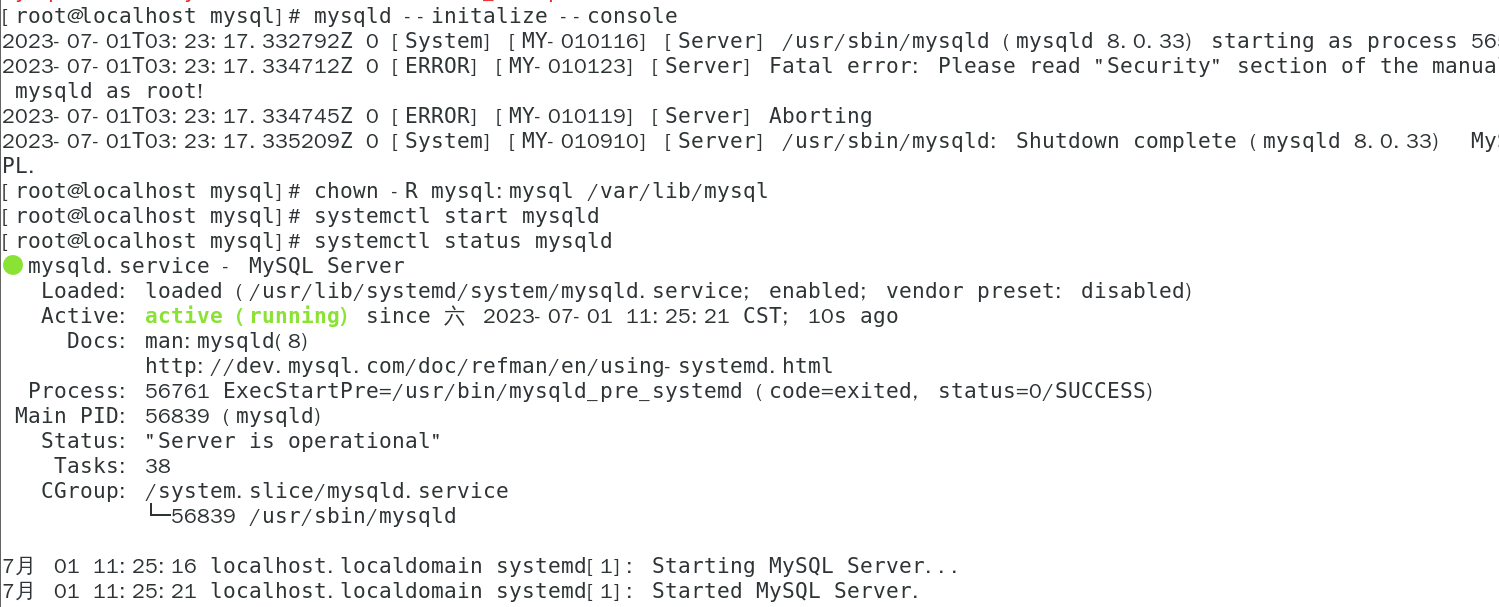 [root@localhost mysql]# mysqld --initalize --console
2023-07-01T03:23:17.332792Z 0 [System] [MY-010116] [Server] /usr/sbin/mysqld (mysqld 8.0.33) starting as process 56
2023-07-01T03:23:17.334712Z 0 [ERROR] [MY-010123] [Server] Fatal error: Please read "Security" section of the manua
mysqld as root!
2023-07-01T03:23:17.334745Z 0 [ERROR] [MY-010119] [Server] Aborting
2023-07-01T03:23:17.335209Z 0 [System] [MY-010910] [Server] /usr/sbin/mysqld: Shutdown complete (mysqld 8.0.33)  My
PL.
[root@localhost mysql]# chown -R mysql:mysql /var/lib/mysql
[root@localhost mysql]# systemctl start mysqld
[root@localhost mysql]# systemctl status mysqld
● mysqld.service - MySQL Server
Loaded: loaded (/usr/lib/systemd/system/mysqld.service; enabled; vendor preset: disabled)
Active: active (running) since 六 2023-07-01 11:25:21 CST; 10s ago
Docs: man:mysqld(8)
http://dev.mysql.com/doc/refman/en/using-systemd.html
Process: 56761 ExecStartPre=/usr/bin/mysqld_pre_systemd (code=exited, status=0/SUCCESS)
Main PID: 56839 (mysqld)
Status: "Server is operational"
Tasks: 38
CGroup: /system.slice/mysqld.service
└─56839 /usr/sbin/mysqld
7月 01 11:25:16 localhost.localdomain systemd[1]: Starting MySQL Server...
7月 01 11:25:21 localhost.localdomain systemd[1]: Started MySQL Server.